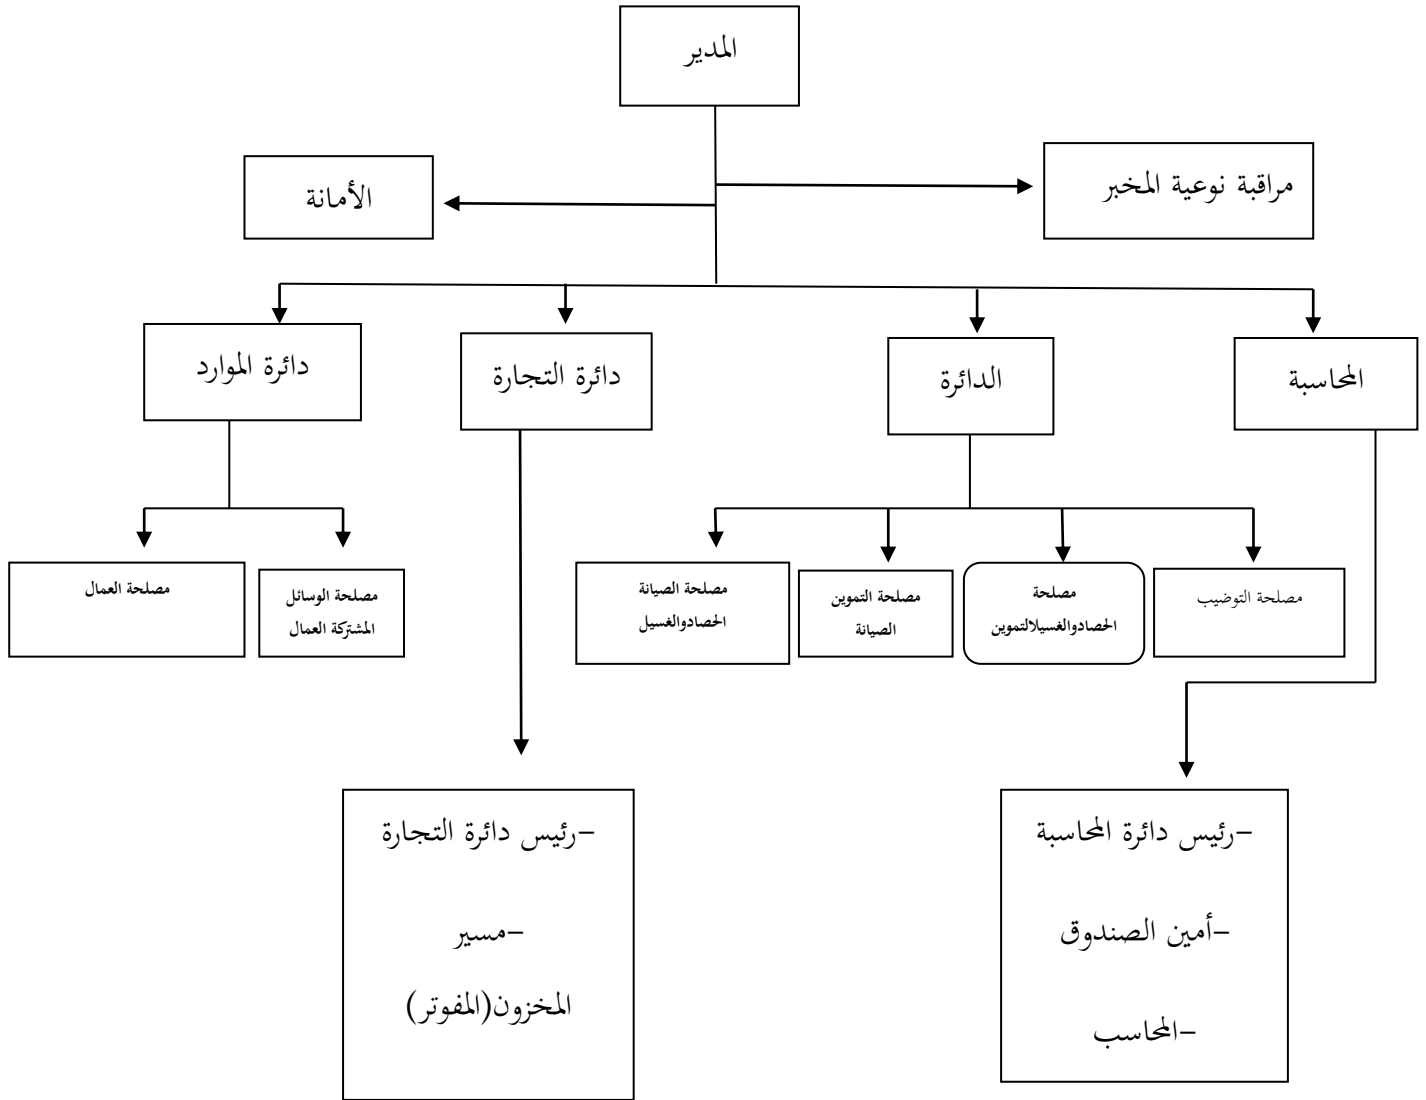 المدير
مراقبة نوعية المخبر
الأمانة
المحاسبة
الدائرة
دائرة التجارة
دائرة الموارد
مصلحة التوضيب
مصلحة
الحصادوالغسيلالتموين
مصلحة التموين
الصيانة
مصلحة الصيانة
الحصادوالغسيل
مصلحة الوسائل
المشتركة العمال
مصلحة العمال
-رئيس دائرة المحاسبة
-أمين الصندوق
-المحاسب
-رئيس دائرة التجارة
-مسير
المخزون(المفوتر)